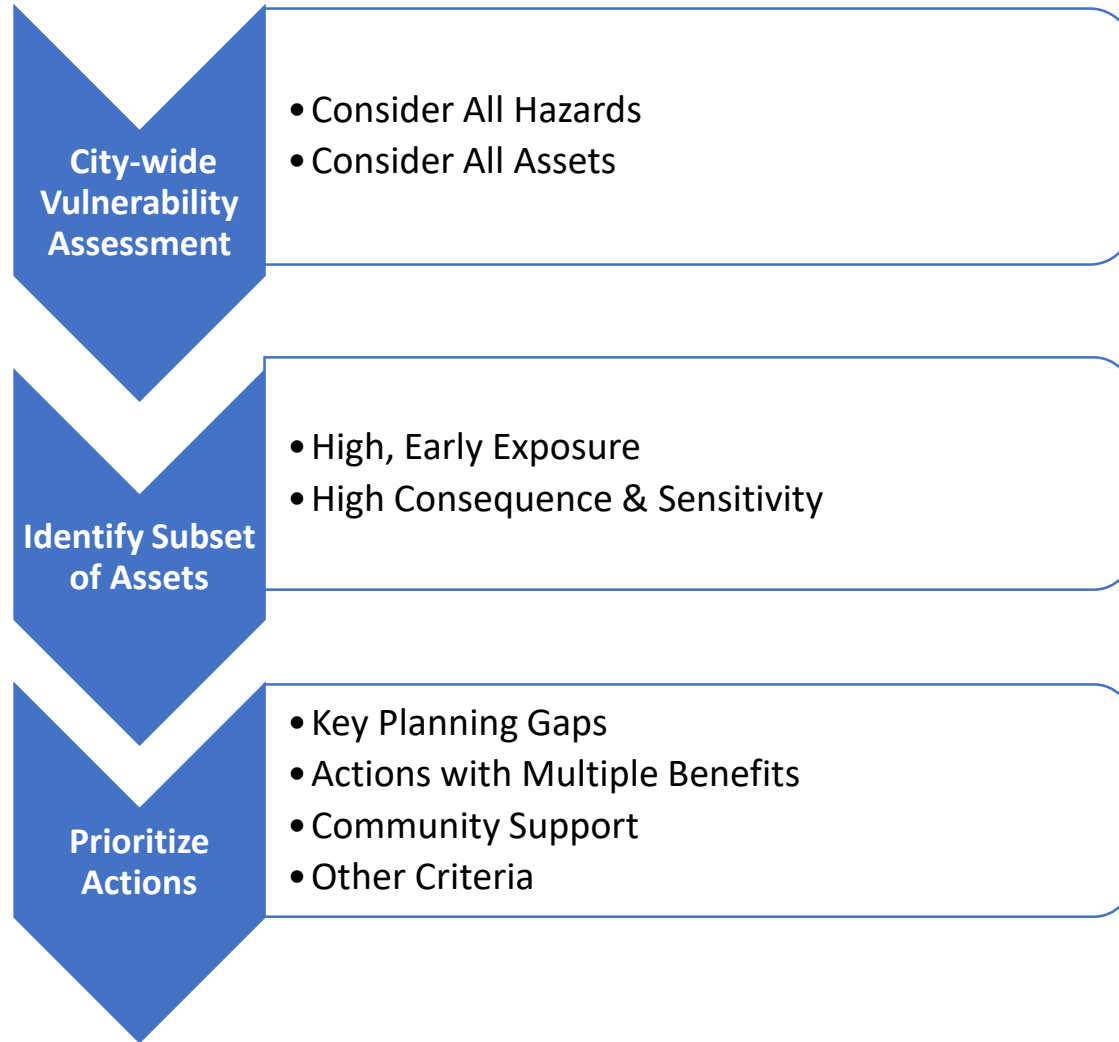 City-wide
Vulnerability
Assessment
• Consider All Hazards
• Consider All Assets
Identify Subset
of Assets
• High, Early Exposure
• High Consequence & Sensitivity
Prioritize
Actions
• Key Planning Gaps
• Actions with Multiple Benefits
• Community Support
• Other Criteria